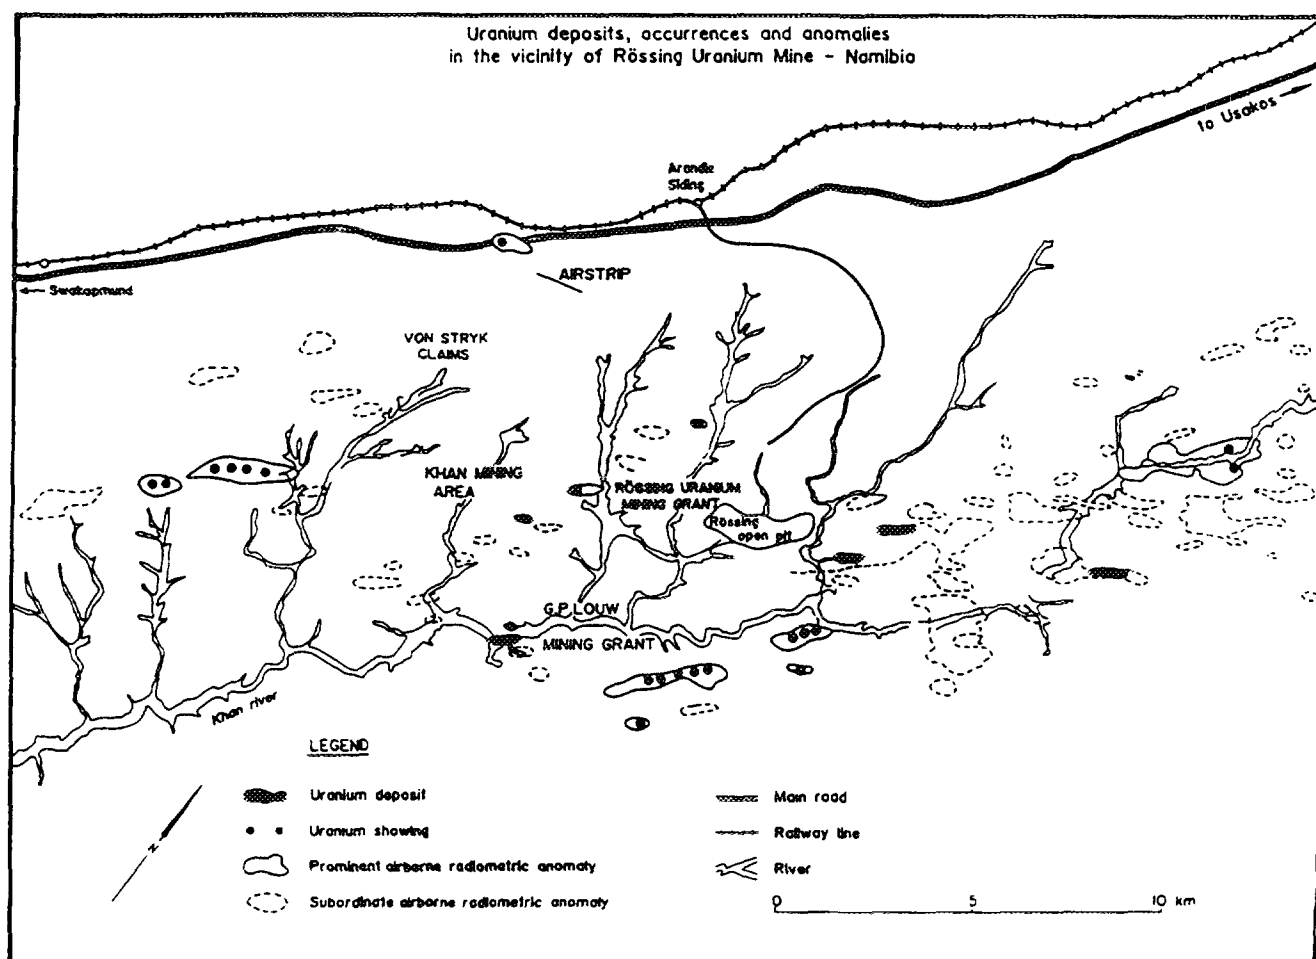 Uranium deposits, occurrences and anomalies
in the vicinity of Rössing Uranium Mine - Namibia
to Usakos
Arandis
Siding
AIRSTRIP
Swakopmund
VON STRYK
CLAIMS
KHAN MINING
AREA
RÖSSING URANIUM
MINING GRANT
Rössing
open pit
G.P. LOUW
MINING GRANT
Khan river
LEGEND
Uranium deposit
Uranium showing
Prominent airborne radiometric anomaly
Subordinate airborne radiometric anomaly
N
Main road
Railway line
River
0 5 10 km